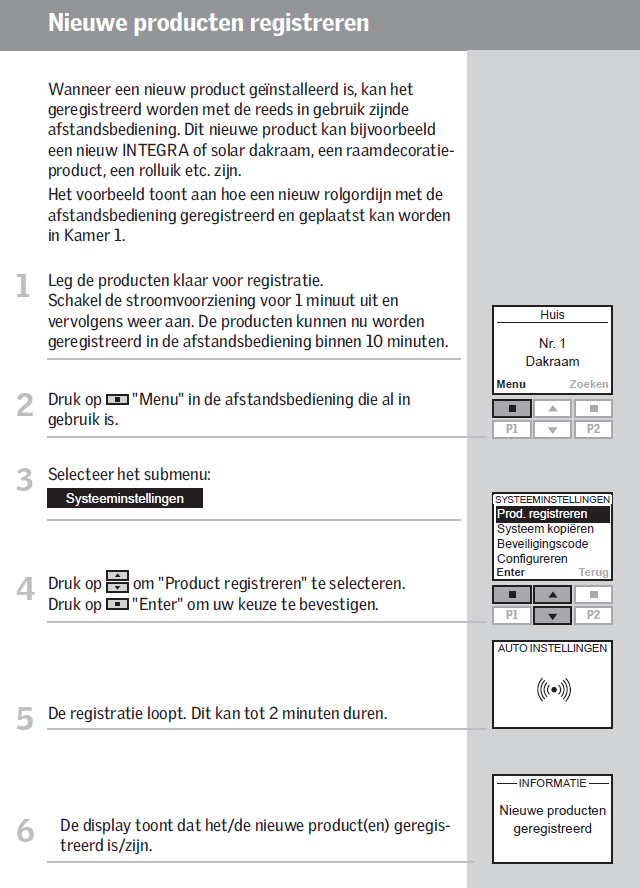 Nieuwe producten registreren
Wanneer een nieuw product geïnstalleerd is, kan het
geregistreerd worden met de reeds in gebruik zijnde
afstandsbediening. Dit nieuwe product kan bijvoorbeeld
een nieuw INTEGRA of solar dakraam, een raamdecoratie-
product, een rolluik etc. zijn.
Het voorbeeld toont aan hoe een nieuw rolgordijn met de
afstandsbediening geregistreerd en geplaatst kan worden
in Kamer 1.
1
Leg de producten klaar voor registratie.
Schakel de stroomvoorziening voor 1 minuut uit en
vervolgens weer aan. De producten kunnen nu worden
geregistreerd in de afstandsbediening binnen 10 minuten.
Huis
Nr. 1
Dakraam
Menu Zoeken
P1 P2
2
Druk op "Menu" in de afstandsbediening die al in
gebruik is.
3
Selecteer het submenu:
Systeeminstellingen
SYSTEEMINSTELLINGEN
Prod. registreren
Systeem kopiëren
Beveiligingscode
Configureren
Enter Terug
P1 P2
4
Druk op om "Product registreren" te selecteren.
Druk op "Enter" om uw keuze te bevestigen.
AUTO INSTELLINGEN
5
De registratie loopt. Dit kan tot 2 minuten duren.
INFORMATIE
Nieuwe producten
geregistreerd
6
De display toont dat het/de nieuwe product(en) geregis-
treerd is/zijn.